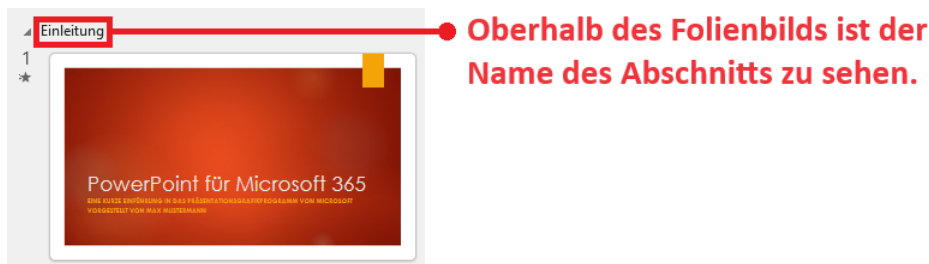 Einleitung
Oberhalb des Folienbilds ist der
Name des Abschnitts zu sehen.
1
PowerPoint für Microsoft 365
EINE KURZE EINFÜHRUNG IN DAS PRÄSENTATIONSGRAFIKPROGRAMM VON MICROSOFT
VORGESTELLT VON MAX MUSTERMANN